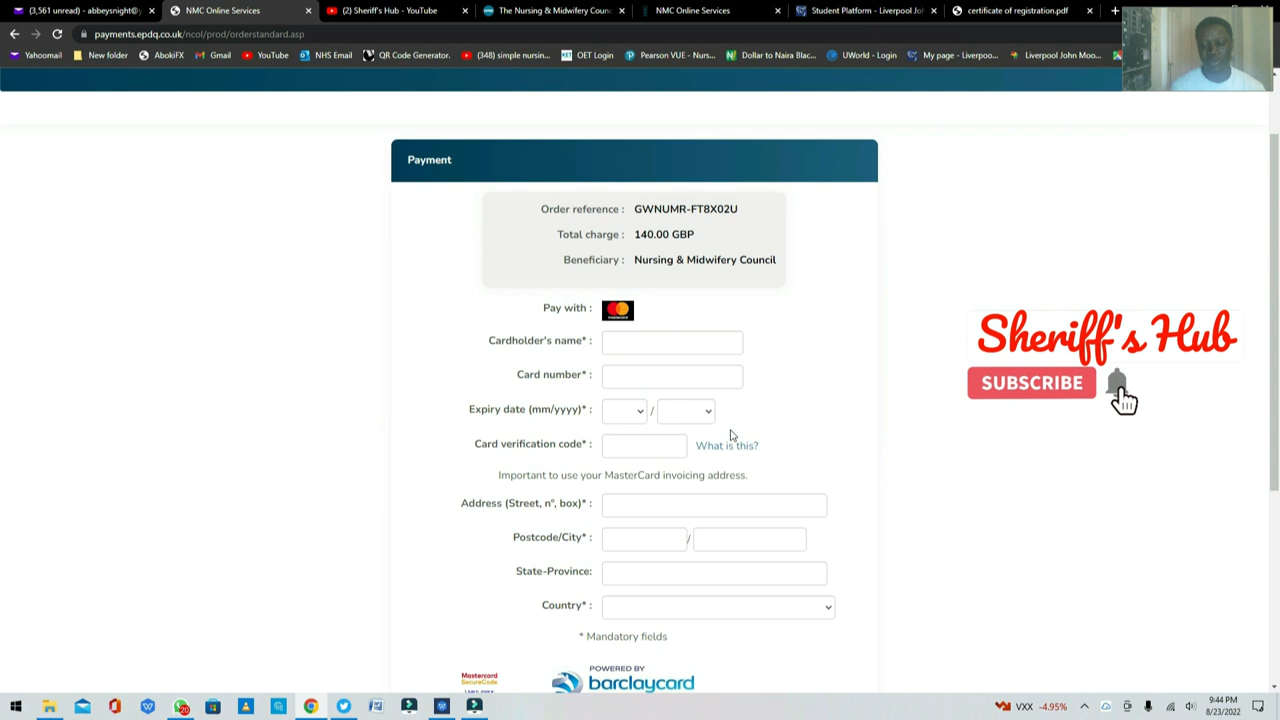 (3,561 unread) - abbeysnight@y
NMC Online Services
(2) Sheriff's Hub - YouTube
The Nursing & Midwifery Counc
NMC Online Services
Student Platform - Liverpool Jo
certificate of registration.pdf
payments.epdq.co.uk/ncol/prod/orderstandard.asp
Yahoomail
New folder
AbokiFX
Gmail
YouTube
NHS Email
QR Code Generator.
(348) simple nursin...
OET Login
Pearson VUE - Nurs...
Dollar to Naira Blac...
UWorld - Login
My page - Liverpoo...
Liverpool John Moo...
Payment
Order reference : GWNUMR-FT8X02U
Total charge : 140.00 GBP
Beneficiary : Nursing & Midwifery Council
Pay with :
mastercard
Cardholder's name* :
Card number* :
Expiry date (mm/yyyy)* : /
Card verification code* : What is this?
Important to use your MasterCard invoicing address.
Address (Street, n°, box)* :
Postcode/City* : /
State-Province:
Country* :
* Mandatory fields
Mastercard
SecureCode
Learn more
POWERED BY
barclaycard
Sheriff's Hub
SUBSCRIBE
20
VXX -4.95%
9:44 PM
8/23/2022